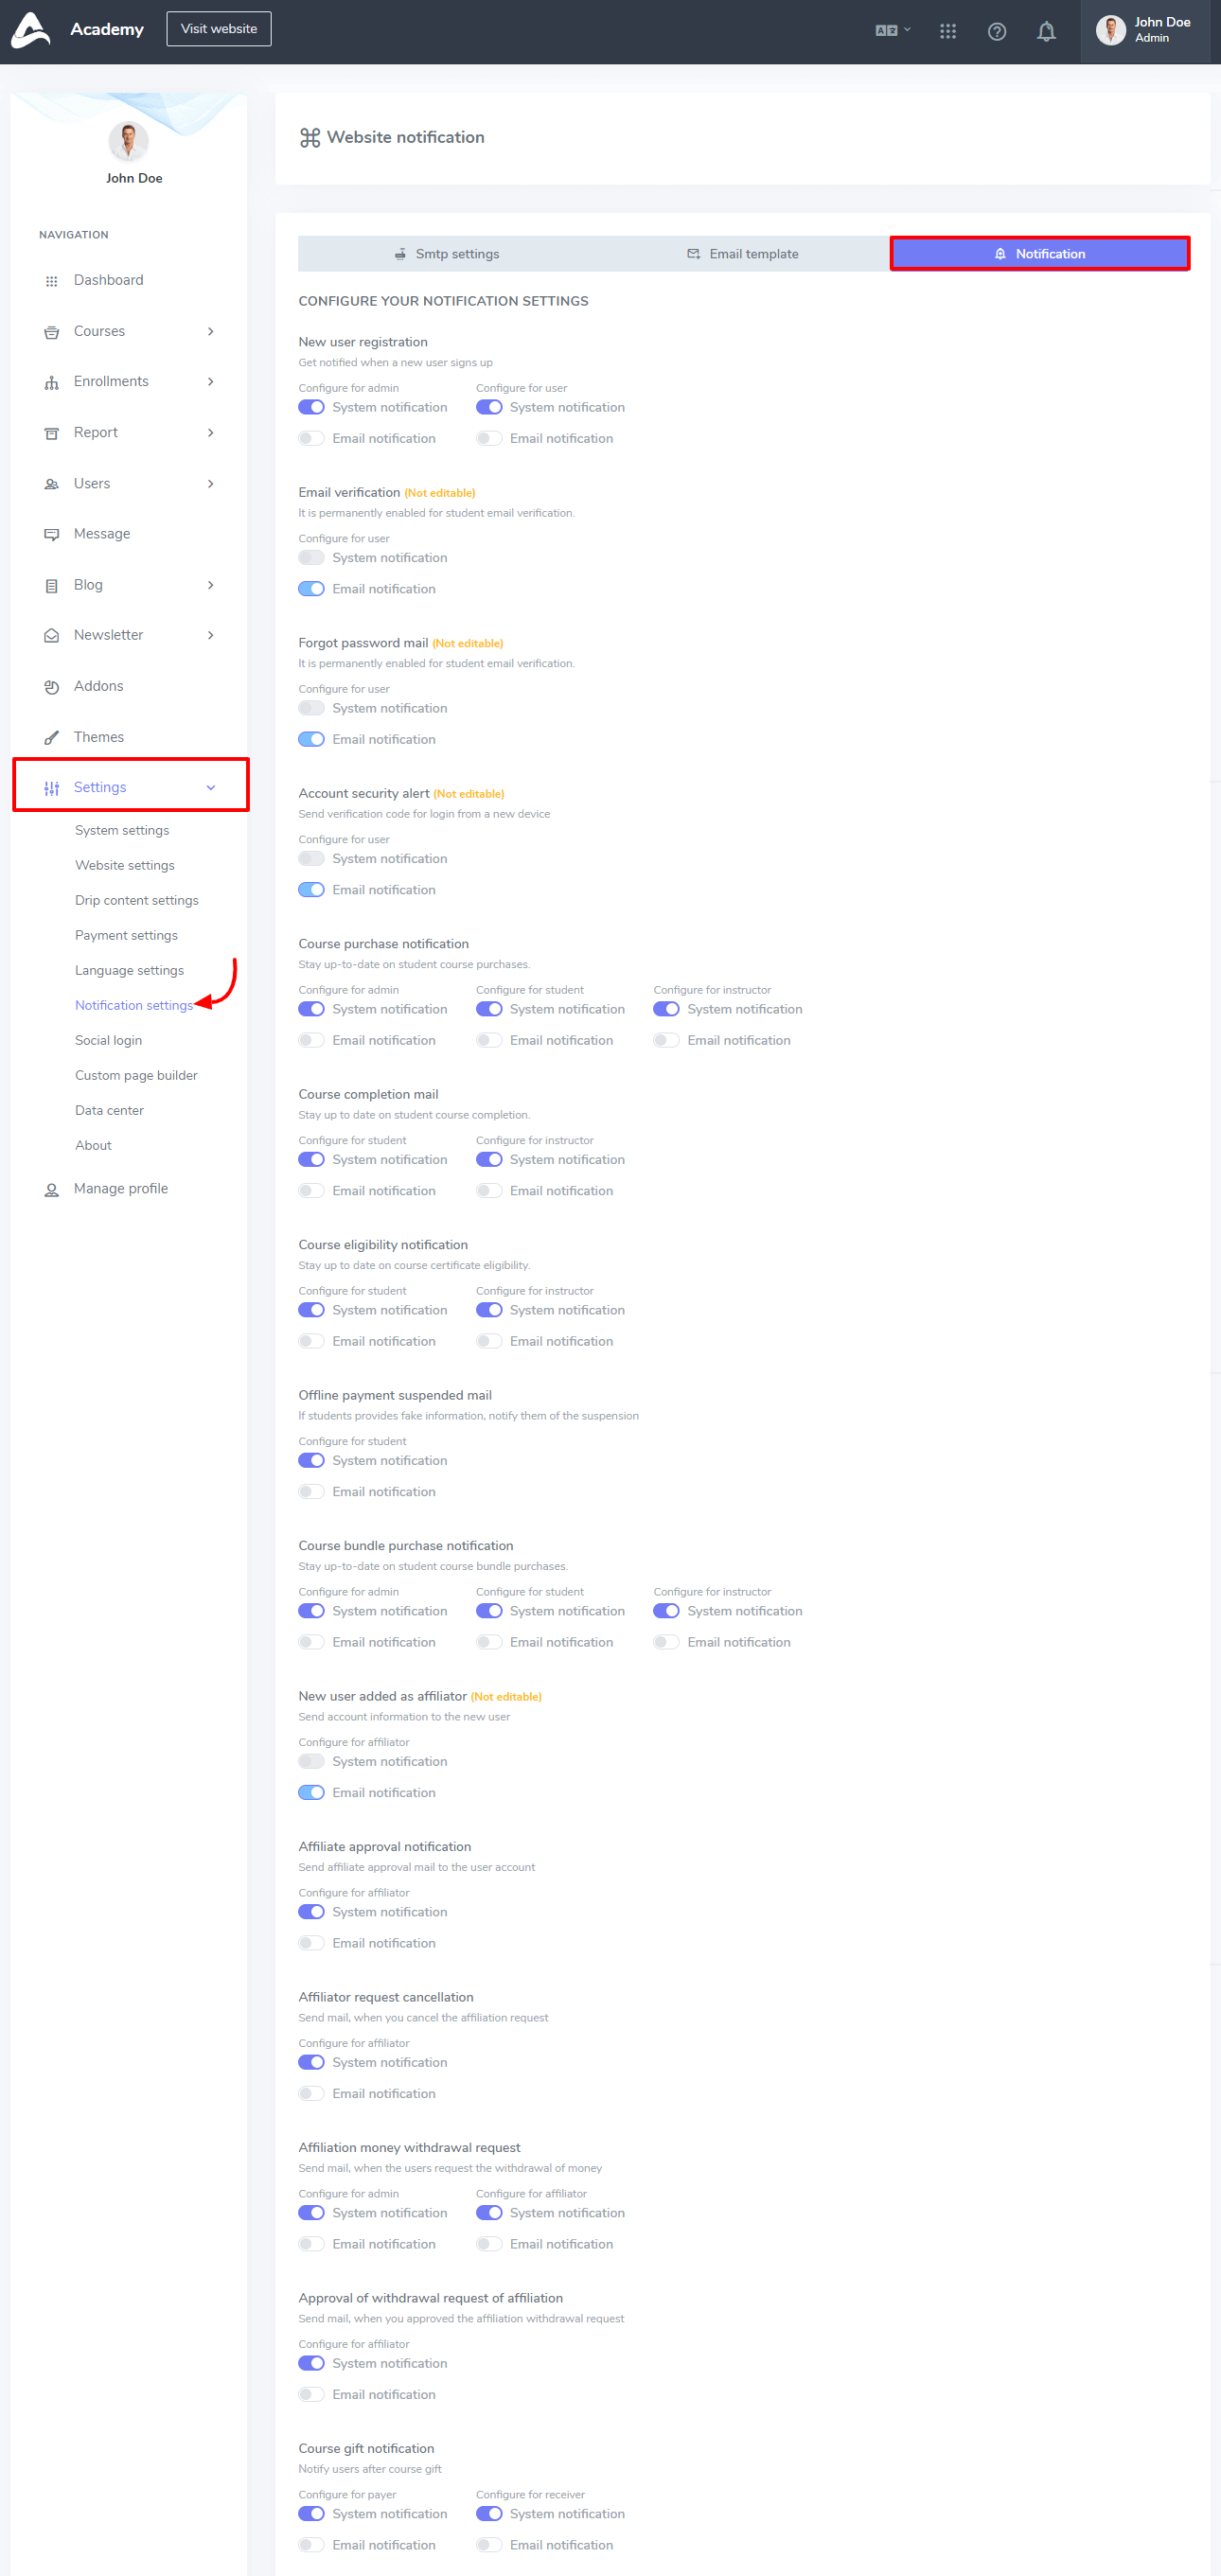 Academy
Visit website
John Doe
Admin
John Doe
NAVIGATION
Dashboard
Courses
Enrollments
Report
Users
Message
Blog
Newsletter
Addons
Themes
Settings
System settings
Website settings
Drip content settings
Payment settings
Language settings
Notification settings
Social login
Custom page builder
Data center
About
Manage profile
Website notification
Smtp settings Email template Notification
CONFIGURE YOUR NOTIFICATION SETTINGS
New user registration
Get notified when a new user signs up
Configure for admin Configure for user
System notification System notification
Email notification Email notification
Email verification (Not editable)
It is permanently enabled for student email verification.
Configure for user
System notification
Email notification
Forgot password mail (Not editable)
It is permanently enabled for student email verification.
Configure for user
System notification
Email notification
Account security alert (Not editable)
Send verification code for login from a new device
Configure for user
System notification
Email notification
Course purchase notification
Stay up-to-date on student course purchases.
Configure for admin Configure for student Configure for instructor
System notification System notification System notification
Email notification Email notification Email notification
Course completion mail
Stay up to date on student course completion.
Configure for student Configure for instructor
System notification System notification
Email notification Email notification
Course eligibility notification
Stay up to date on course certificate eligibility.
Configure for student Configure for instructor
System notification System notification
Email notification Email notification
Offline payment suspended mail
If students provides fake information, notify them of the suspension
Configure for student
System notification
Email notification
Course bundle purchase notification
Stay up-to-date on student course bundle purchases.
Configure for admin Configure for student Configure for instructor
System notification System notification System notification
Email notification Email notification Email notification
New user added as affiliator (Not editable)
Send account information to the new user
Configure for affiliator
System notification
Email notification
Affiliate approval notification
Send affiliate approval mail to the user account
Configure for affiliator
System notification
Email notification
Affiliator request cancellation
Send mail, when you cancel the affiliation request
Configure for affiliator
System notification
Email notification
Affiliation money withdrawal request
Send mail, when the users request the withdrawal of money
Configure for admin Configure for affiliator
System notification System notification
Email notification Email notification
Approval of withdrawal request of affiliation
Send mail, when you approved the affiliation withdrawal request
Configure for affiliator
System notification
Email notification
Course gift notification
Notify users after course gift
Configure for payer Configure for receiver
System notification System notification
Email notification Email notification